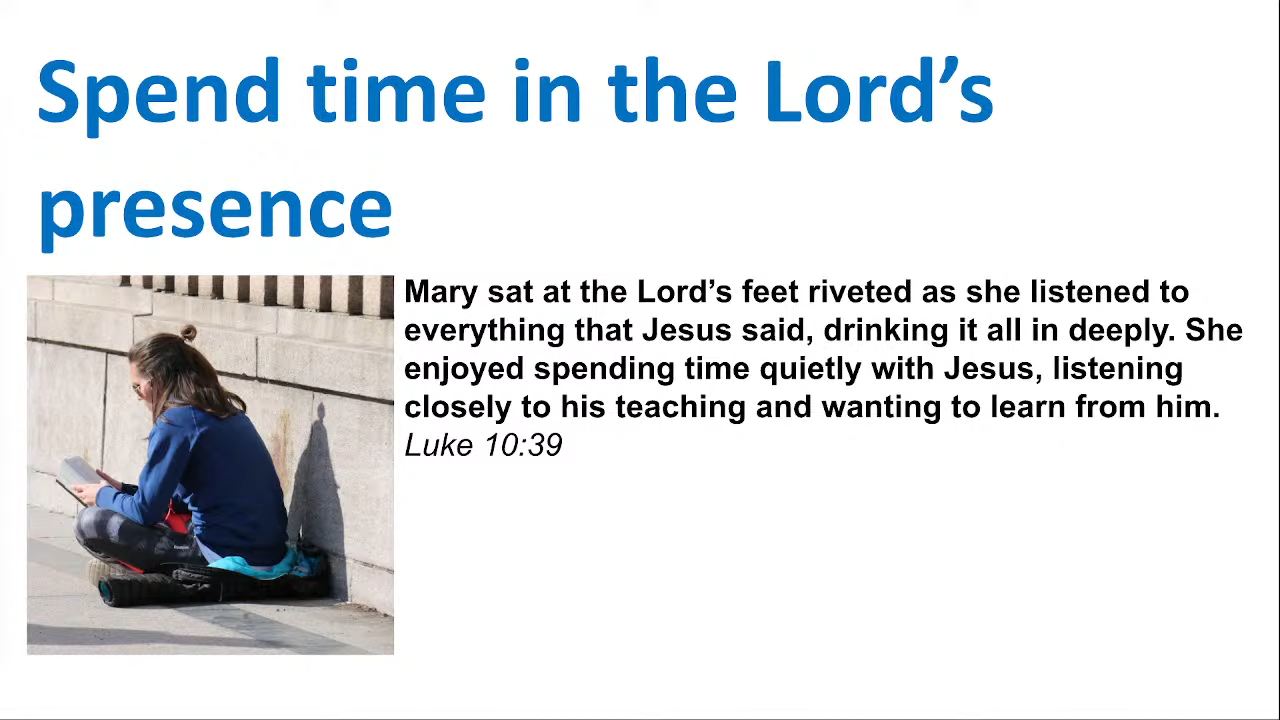 Spend time in the Lord’s
presence
Mary sat at the Lord’s feet riveted as she listened to
everything that Jesus said, drinking it all in deeply. She
enjoyed spending time quietly with Jesus, listening
closely to his teaching and wanting to learn from him.
Luke 10:39